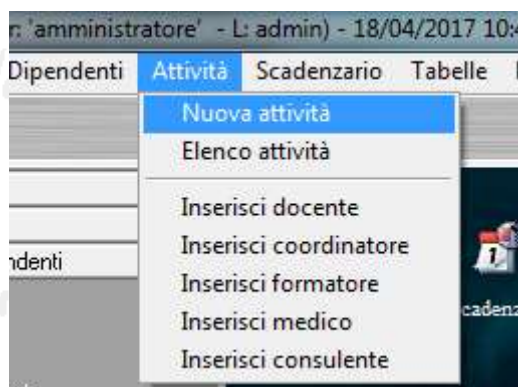 r: 'amministratore' - L: admin) - 18/04/2017 10:4
Dipendenti Attività Scadenzario Tabelle
Nuova attività
Elenco attività
Inserisci docente
Inserisci coordinatore
ndenti
Inserisci formatore
cadenz
Inserisci medico
Inserisci consulente